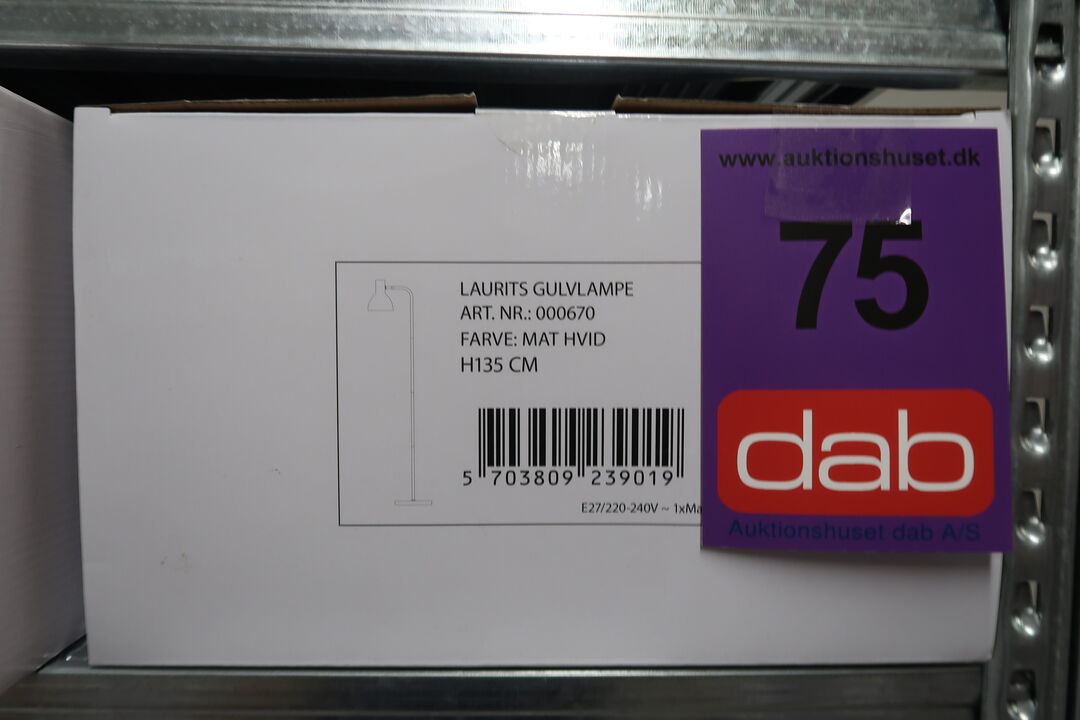 LAURITS GULVLAMPE
ART. NR.: 000670
FARVE: MAT HVID
H135 CM
5 703809 239019
E27/220-240V ~ 1xMa
www.auktionshuset.dk
75
dab
Auktionshuset dab A/S